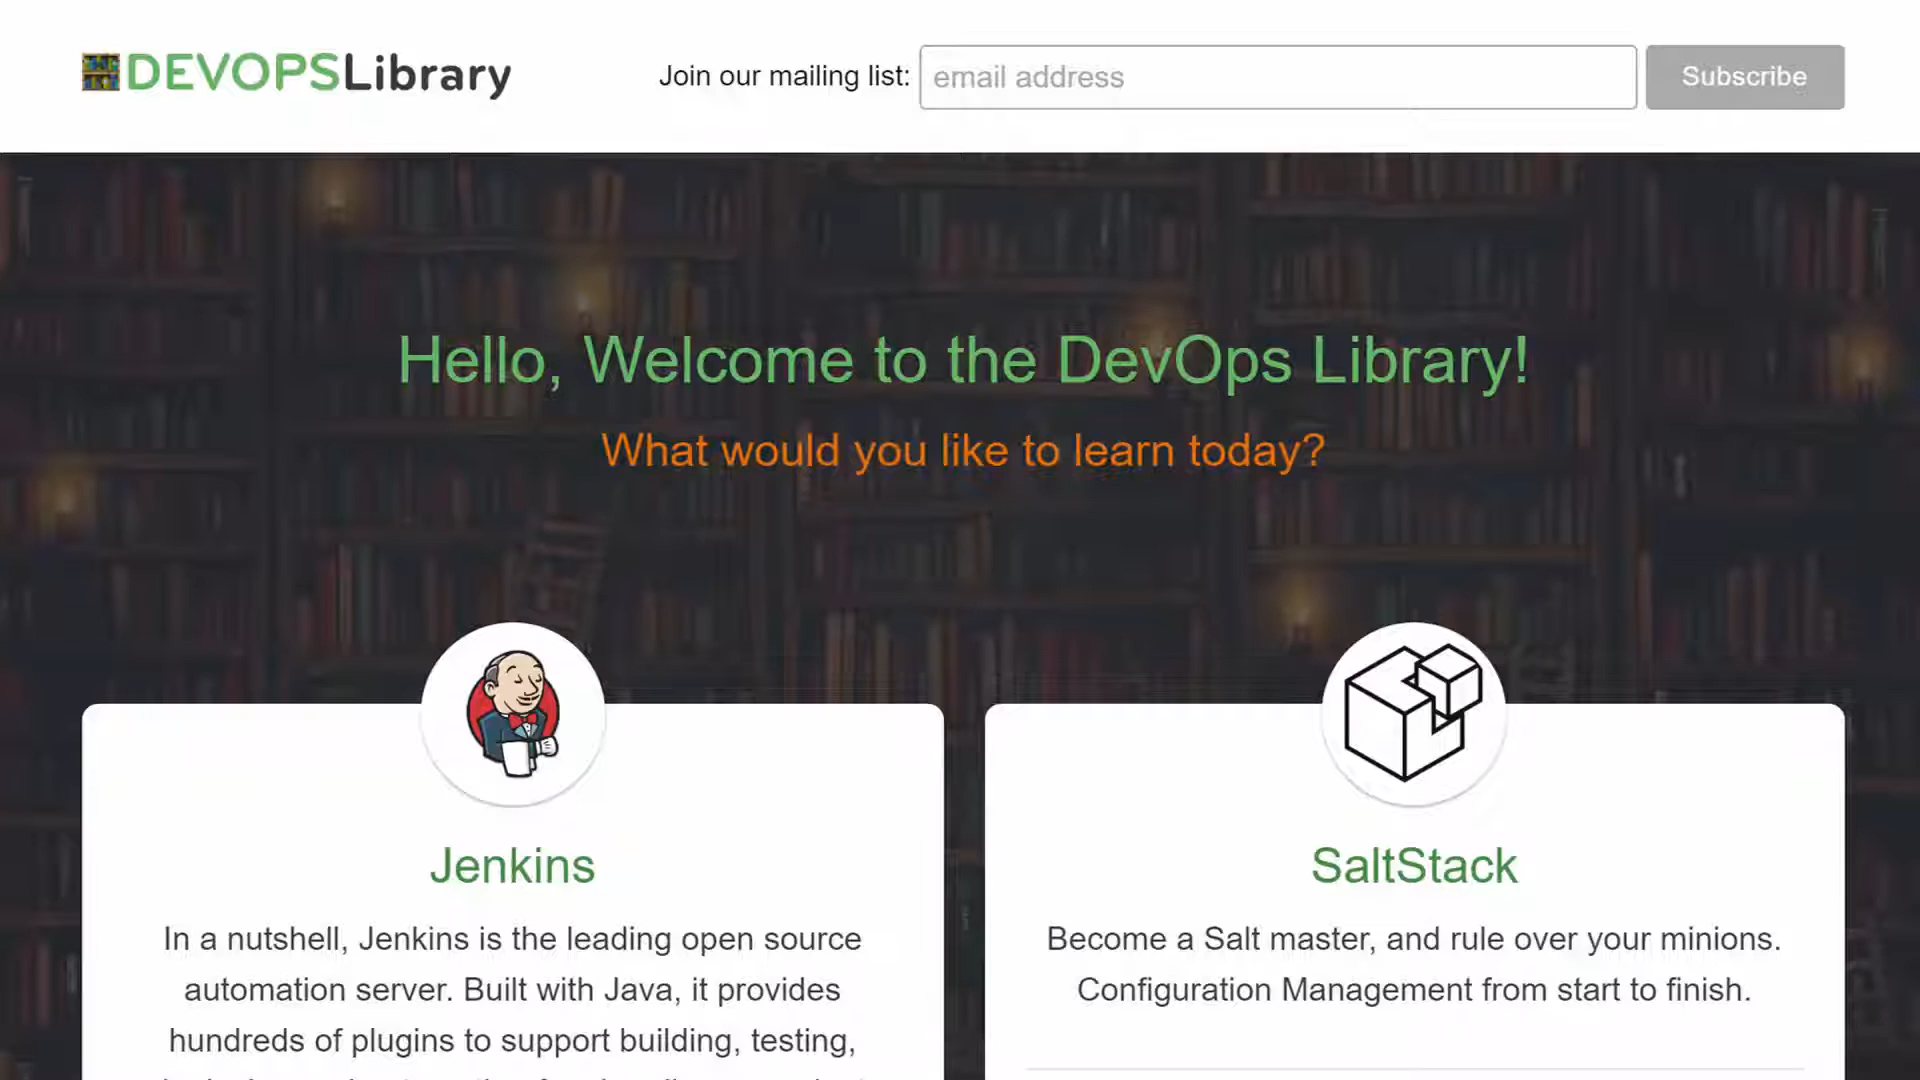 DEVOPSLibrary
Join our mailing list:
email address
Subscribe
Hello, Welcome to the DevOps Library!
What would you like to learn today?
Jenkins
In a nutshell, Jenkins is the leading open source
automation server. Built with Java, it provides
hundreds of plugins to support building, testing,
SaltStack
Become a Salt master, and rule over your minions.
Configuration Management from start to finish.